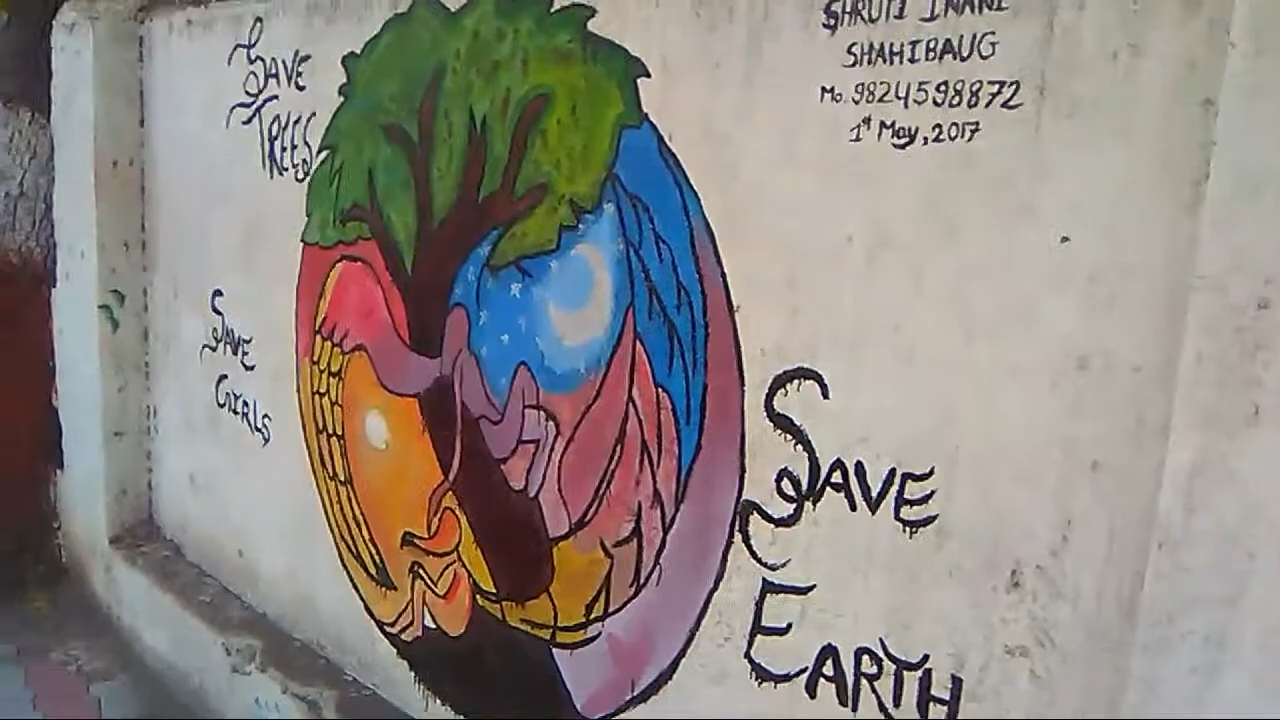 SAVE
TREES
SAVE
GIRLS
SHRUTI INANI
SHAHIBAUG
Mo. 9824598872
1st May, 2017
SAVE
EARTH